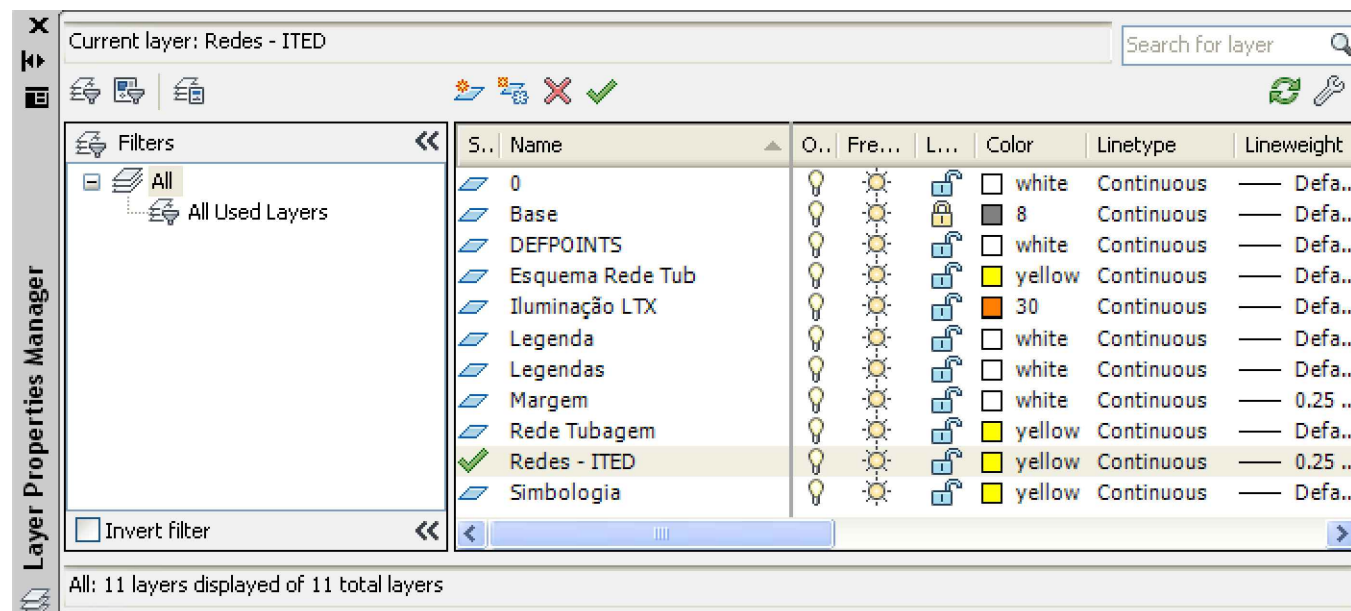 Current layer: Redes - ITED
Search for layer
Filters
All
All Used Layers
Invert filter
S.. Name O.. Fre... L... Color Linetype Lineweight
0 white Continuous Defa..
Base 8 Continuous Defa..
DEFPOINTS white Continuous Defa..
Esquema Rede Tub yellow Continuous Defa..
Iluminação LTX 30 Continuous Defa..
Legenda white Continuous Defa..
Legendas white Continuous Defa..
Margem white Continuous 0.25 ..
Rede Tubagem yellow Continuous Defa..
Redes - ITED yellow Continuous 0.25 ..
Simbologia yellow Continuous Defa..
All: 11 layers displayed of 11 total layers
Layer Properties Manager